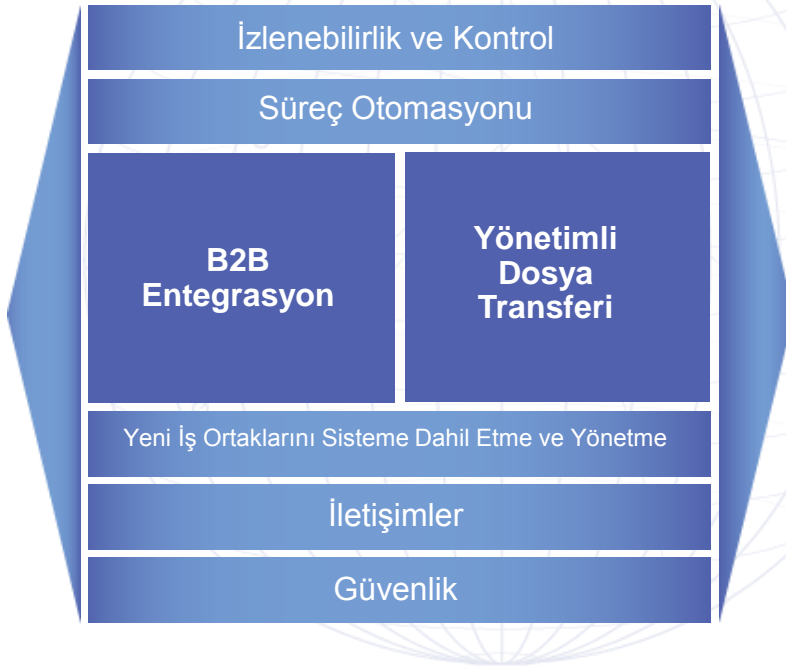 İzlenebilirlik ve Kontrol
Süreç Otomasyonu
B2B
Entegrasyon
Yönetimli
Dosya
Transferi
Yeni İş Ortaklarını Sisteme Dahil Etme ve Yönetme
İletişimler
Güvenlik